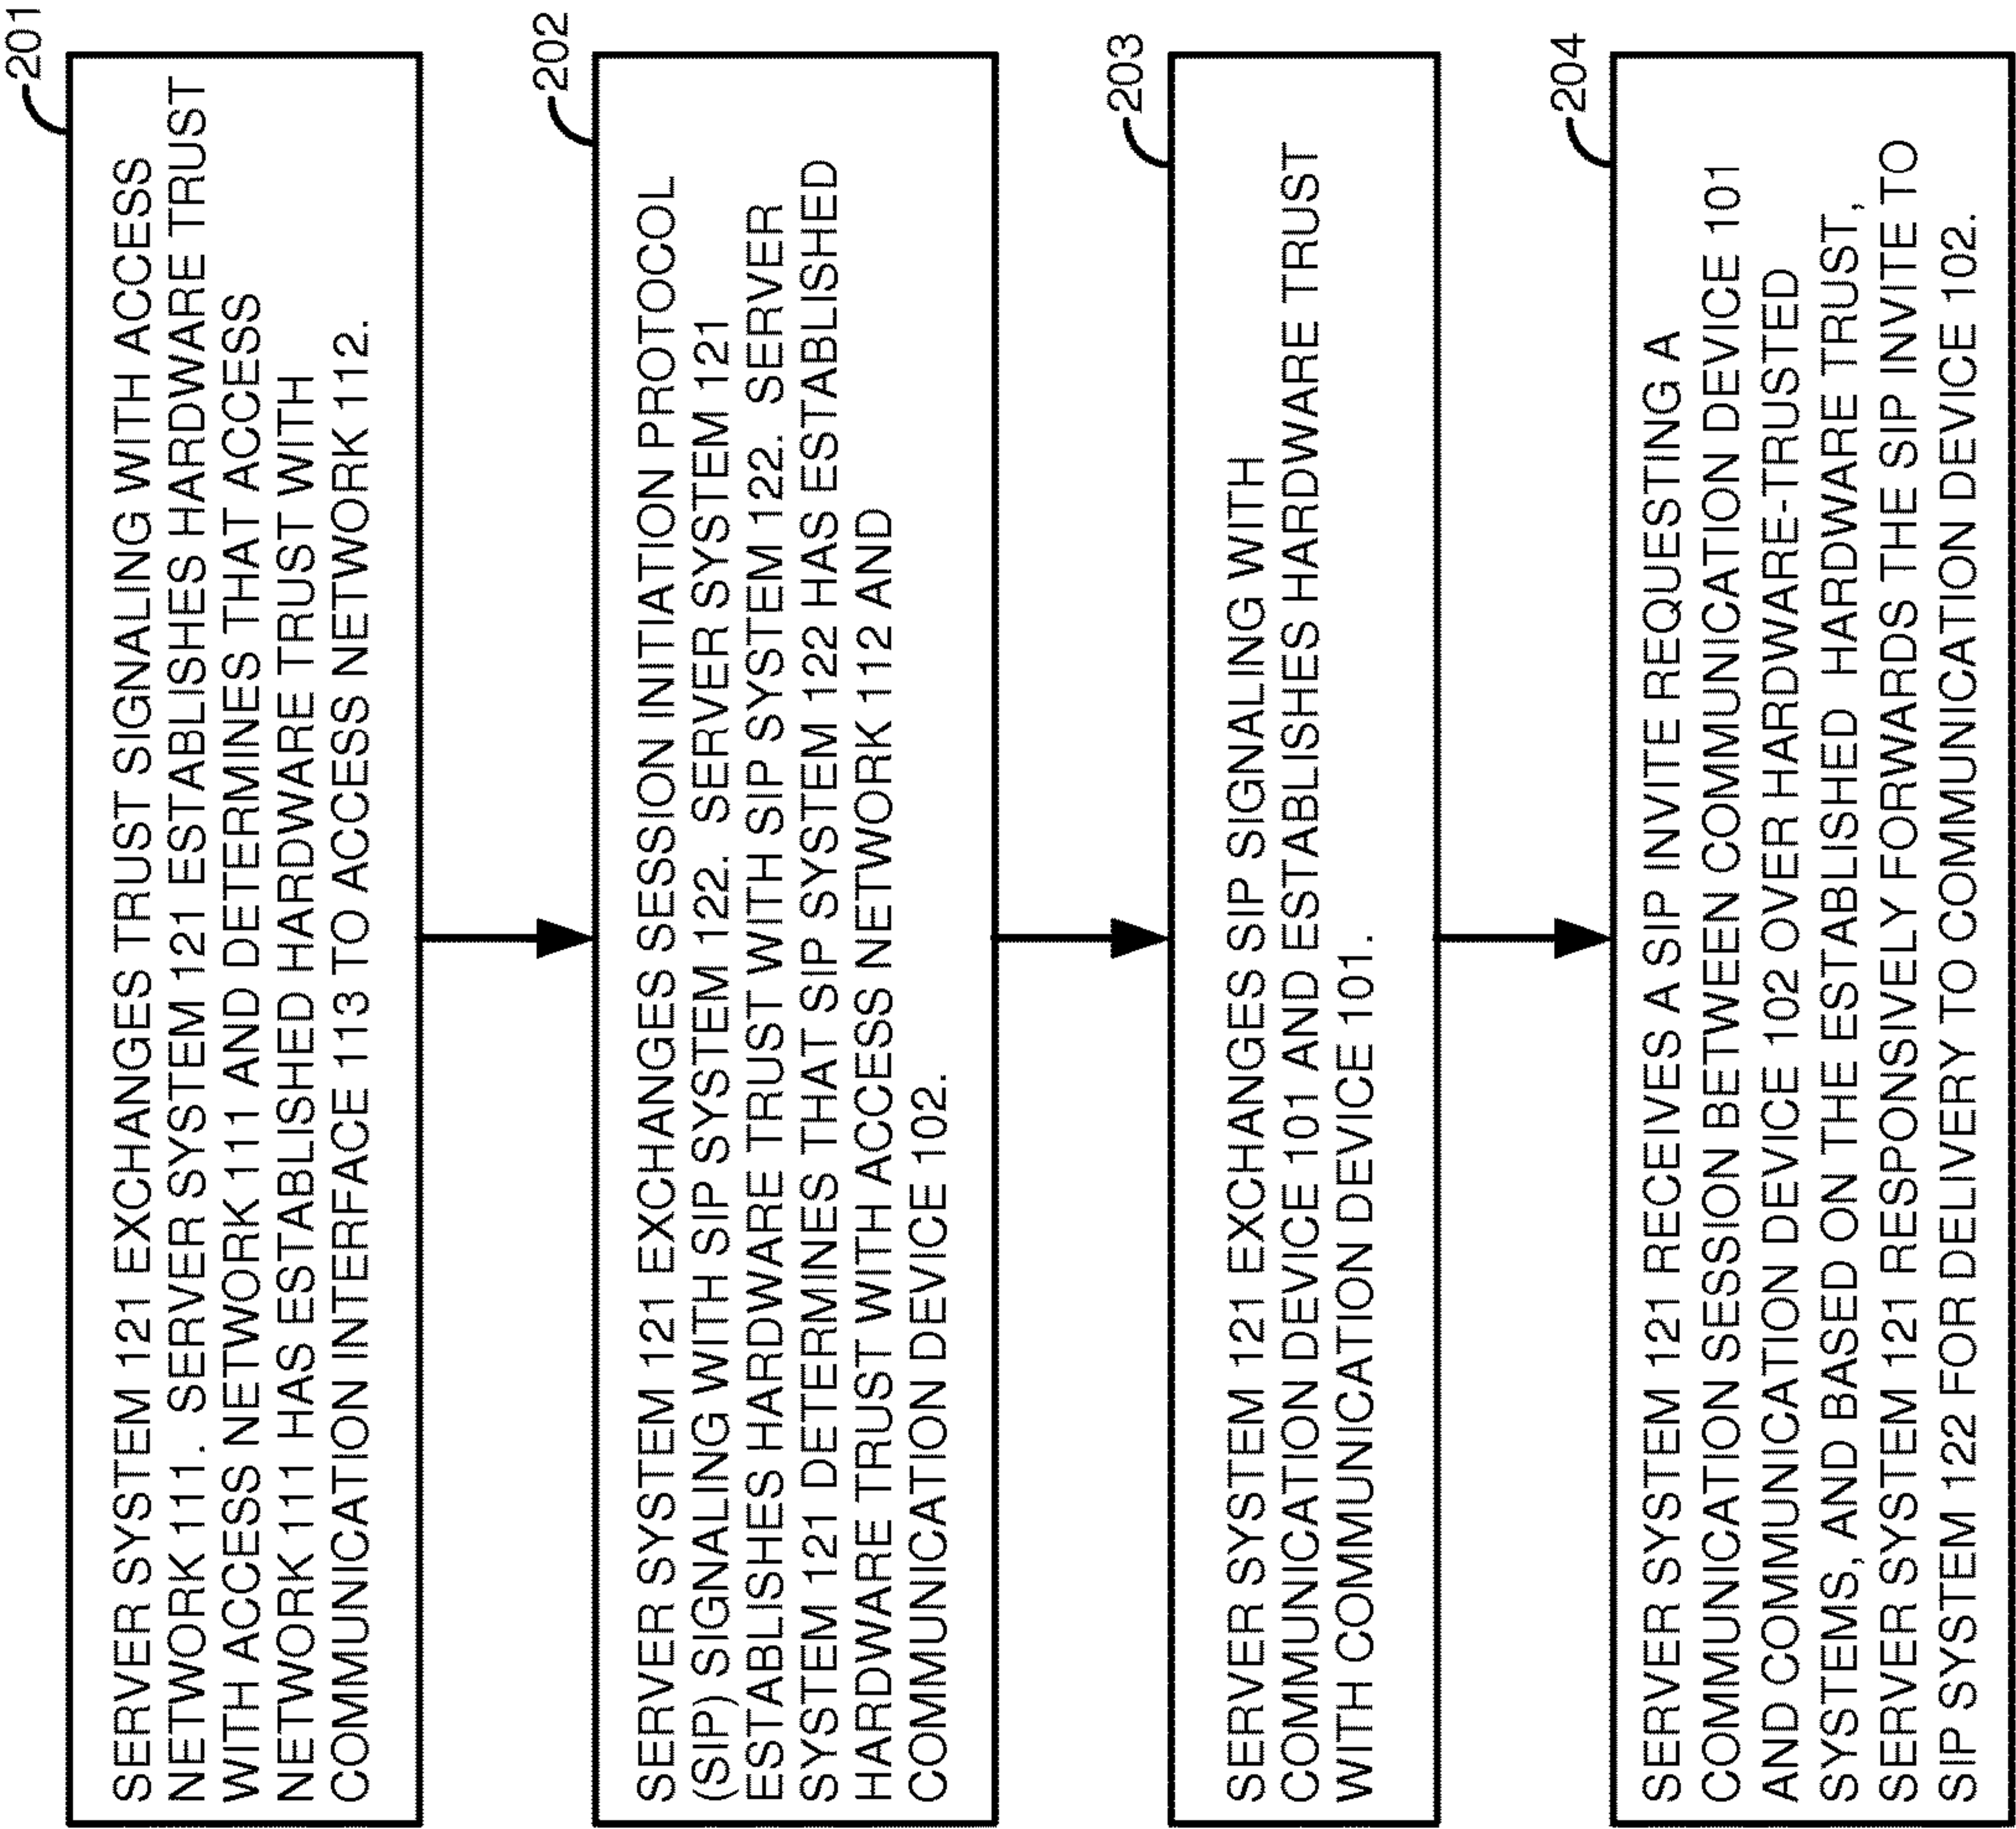 201
SERVER SYSTEM 121 EXCHANGES TRUST SIGNALING WITH ACCESS
NETWORK 111. SERVER SYSTEM 121 ESTABLISHES HARDWARE TRUST
WITH ACCESS NETWORK 111 AND DETERMINES THAT ACCESS
NETWORK 111 HAS ESTABLISHED HARDWARE TRUST WITH
COMMUNICATION INTERFACE 113 TO ACCESS NETWORK 112.
202
SERVER SYSTEM 121 EXCHANGES SESSION INITIATION PROTOCOL
(SIP) SIGNALING WITH SIP SYSTEM 122. SERVER SYSTEM 121
ESTABLISHES HARDWARE TRUST WITH SIP SYSTEM 122. SERVER
SYSTEM 121 DETERMINES THAT SIP SYSTEM 122 HAS ESTABLISHED
HARDWARE TRUST WITH ACCESS NETWORK 112 AND
COMMUNICATION DEVICE 102.
203
SERVER SYSTEM 121 EXCHANGES SIP SIGNALING WITH
COMMUNICATION DEVICE 101 AND ESTABLISHES HARDWARE TRUST
WITH COMMUNICATION DEVICE 101.
204
SERVER SYSTEM 121 RECEIVES A SIP INVITE REQUESTING A
COMMUNICATION SESSION BETWEEN COMMUNICATION DEVICE 101
AND COMMUNICATION DEVICE 102 OVER HARDWARE-TRUSTED
SYSTEMS, AND BASED ON THE ESTABLISHED HARDWARE TRUST,
SERVER SYSTEM 121 RESPONSIVELY FORWARDS THE SIP INVITE TO
SIP SYSTEM 122 FOR DELIVERY TO COMMUNICATION DEVICE 102.